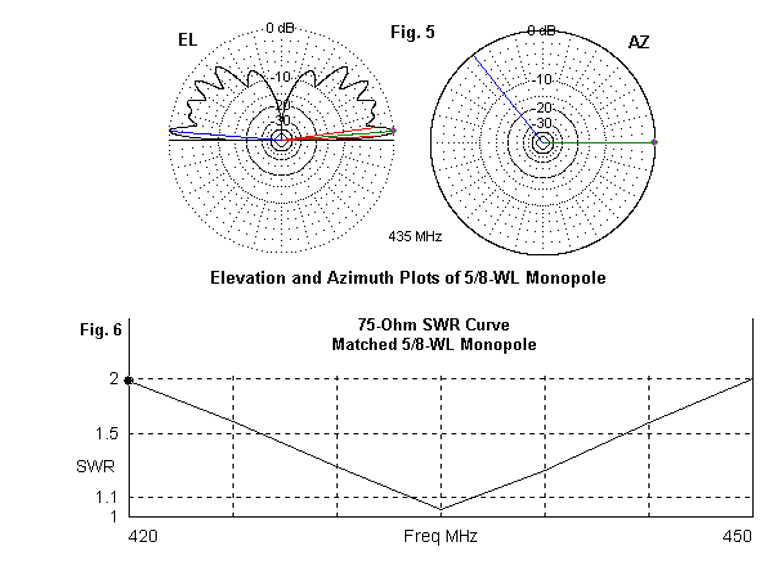 EL
0 dB
Fig. 5
0 dB
AZ
-10
-10
-20
-20
-30
-30
435 MHz
Elevation and Azimuth Plots of 5/8-WL Monopole
Fig. 6
75-Ohm SWR Curve
Matched 5/8-WL Monopole
2
1.5
SWR
1.1
1
420
Freq MHz
450